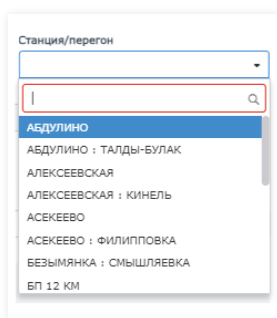 Станция/перегон
АБДУЛИНО
АБДУЛИНО : ТАЛДЫ-БУЛАК
АЛЕКСЕЕВСКАЯ
АЛЕКСЕЕВСКАЯ : КИНЕЛЬ
АСЕКЕЕВО
АСЕКЕЕВО : ФИЛИППОВКА
БЕЗЫМЯНКА : СМЫШЛЯЕВКА
БП 12 КМ